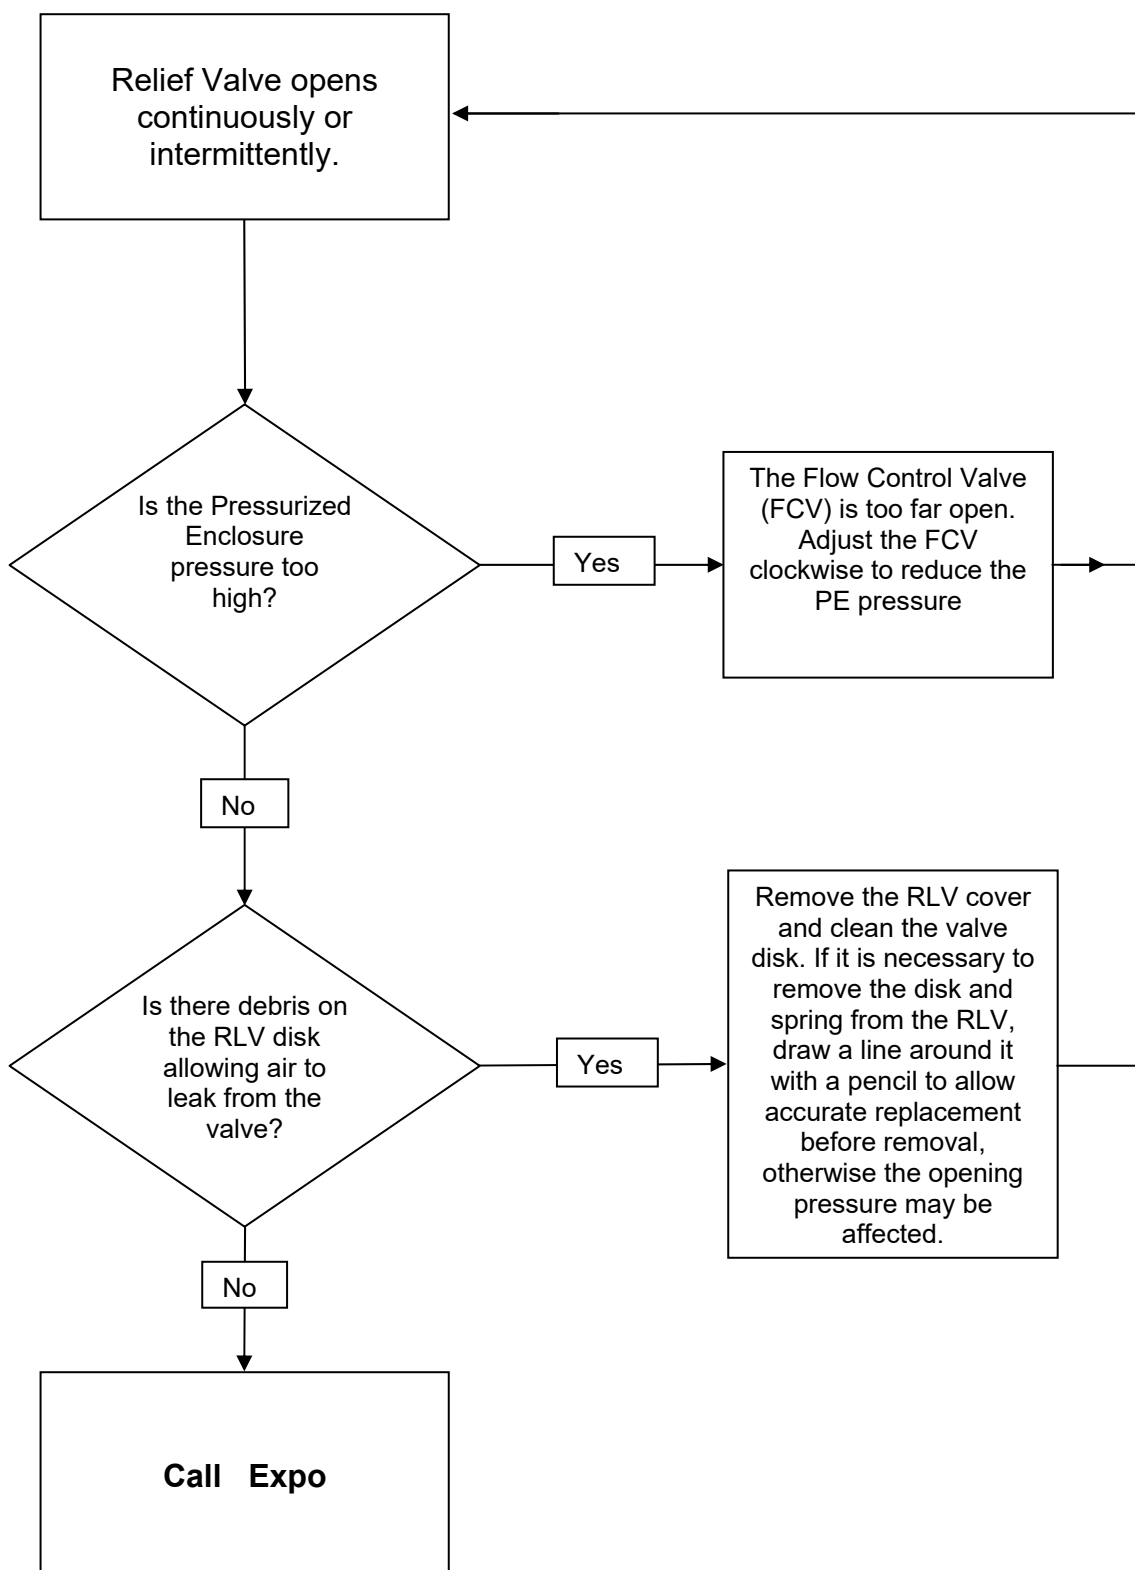 Relief Valve opens
continuously or
intermittently.
Is the Pressurized
Enclosure
pressure too
high?
Yes
The Flow Control Valve
(FCV) is too far open.
Adjust the FCV
clockwise to reduce the
PE pressure
No
Is there debris on
the RLV disk
allowing air to
leak from the
valve?
Yes
Remove the RLV cover
and clean the valve
disk. If it is necessary to
remove the disk and
spring from the RLV,
draw a line around it
with a pencil to allow
accurate replacement
before removal,
otherwise the opening
pressure may be
affected.
No
Call Expo